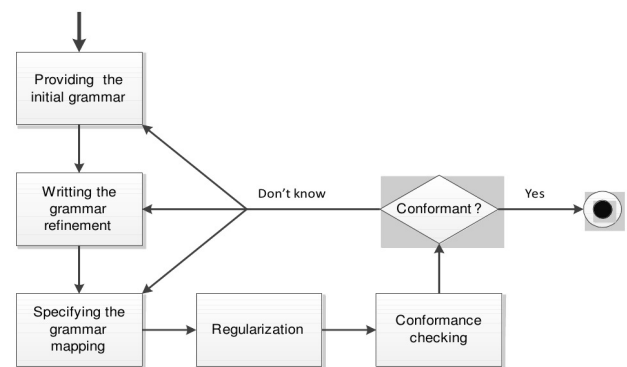 Providing the
initial grammar
Writting the
grammar
refinement
Don't know
Conformant ?
Yes
Specifying the
grammar
mapping
Regularization
Conformance
checking